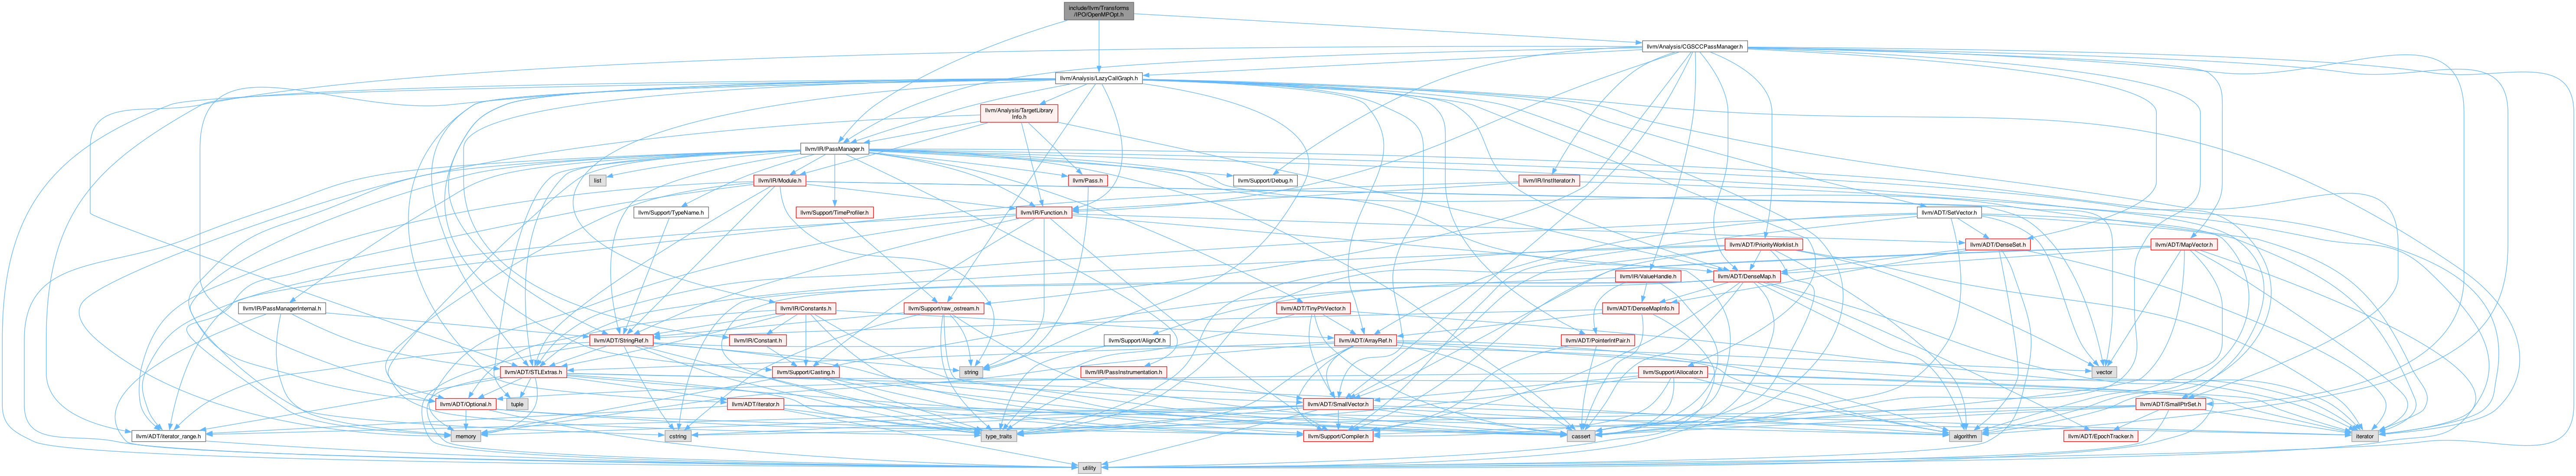 include/llvm/Transforms
/IPO/OpenMPOpt.h
llvm/Analysis/CGSCCPassManager.h
llvm/Analysis/LazyCallGraph.h
llvm/Analysis/TargetLibrary
Info.h
llvm/IR/PassManager.h
list
llvm/IR/Module.h
llvm/Pass.h
llvm/Support/Debug.h
llvm/IR/InstIterator.h
llvm/Support/TypeName.h
llvm/Support/TimeProfiler.h
llvm/IR/Function.h
llvm/ADT/SetVector.h
llvm/ADT/PriorityWorklist.h
llvm/ADT/DenseSet.h
llvm/ADT/MapVector.h
llvm/IR/ValueHandle.h
llvm/ADT/DenseMap.h
llvm/IR/PassManagerInternal.h
llvm/IR/Constants.h
llvm/Support/raw_ostream.h
llvm/ADT/TinyPtrVector.h
llvm/ADT/DenseMapInfo.h
llvm/ADT/StringRef.h
llvm/IR/Constant.h
llvm/Support/AlignOf.h
llvm/ADT/ArrayRef.h
llvm/ADT/PointerIntPair.h
llvm/ADT/STLExtras.h
llvm/Support/Casting.h
string
llvm/IR/PassInstrumentation.h
llvm/Support/Allocator.h
vector
llvm/ADT/Optional.h
tuple
llvm/ADT/iterator.h
llvm/ADT/SmallVector.h
llvm/ADT/SmallPtrSet.h
llvm/ADT/iterator_range.h
memory
cstring
type_traits
llvm/Support/Compiler.h
cassert
algorithm
llvm/ADT/EpochTracker.h
iterator
utility